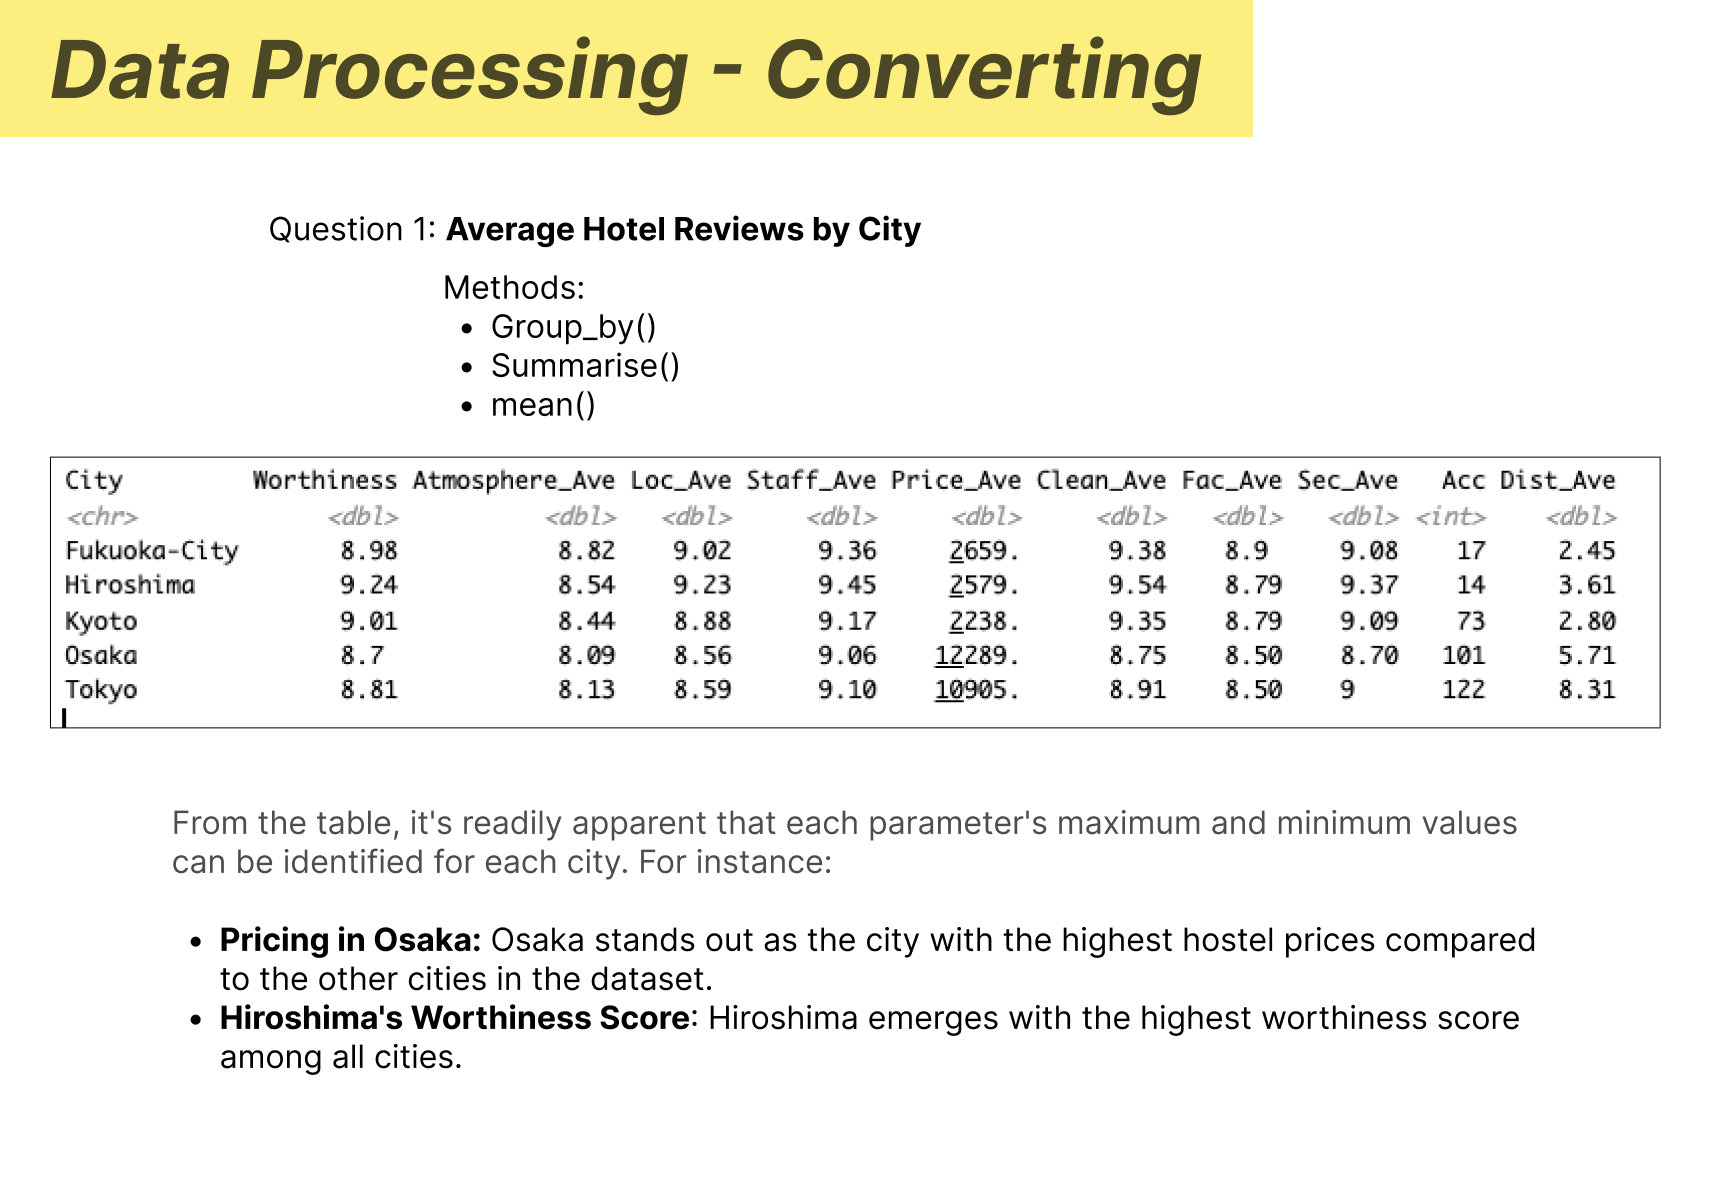 Data Processing - Converting
Question 1: Average Hotel Reviews by City
Methods:
• Group_by()
• Summarise()
• mean()
City Worthiness Atmosphere_Ave Loc_Ave Staff_Ave Price_Ave Clean_Ave Fac_Ave Sec_Ave Acc Dist_Ave
<chr> <dbl> <dbl> <dbl> <dbl> <dbl> <dbl> <dbl> <dbl> <int> <dbl>
Fukuoka-City 8.98 8.82 9.02 9.36 2659. 9.38 8.9 9.08 17 2.45
Hiroshima 9.24 8.54 9.23 9.45 2579. 9.54 8.79 9.37 14 3.61
Kyoto 9.01 8.44 8.88 9.17 2238. 9.35 8.79 9.09 73 2.80
Osaka 8.7 8.09 8.56 9.06 12289. 8.75 8.50 8.70 101 5.71
Tokyo 8.81 8.13 8.59 9.10 10905. 8.91 8.50 9 122 8.31
From the table, it's readily apparent that each parameter's maximum and minimum values
can be identified for each city. For instance:
• Pricing in Osaka: Osaka stands out as the city with the highest hostel prices compared
to the other cities in the dataset.
• Hiroshima's Worthiness Score: Hiroshima emerges with the highest worthiness score
among all cities.